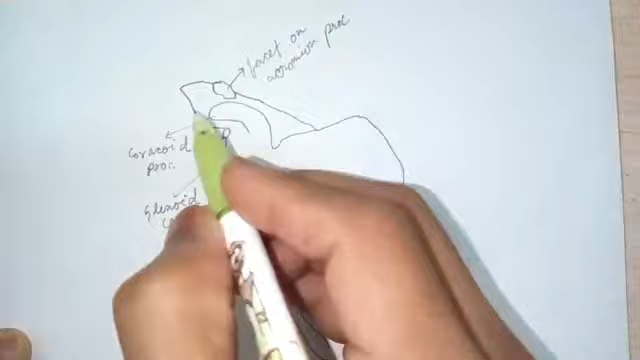 facet on
acromion proc
Coracoid
proc.
Glenoid